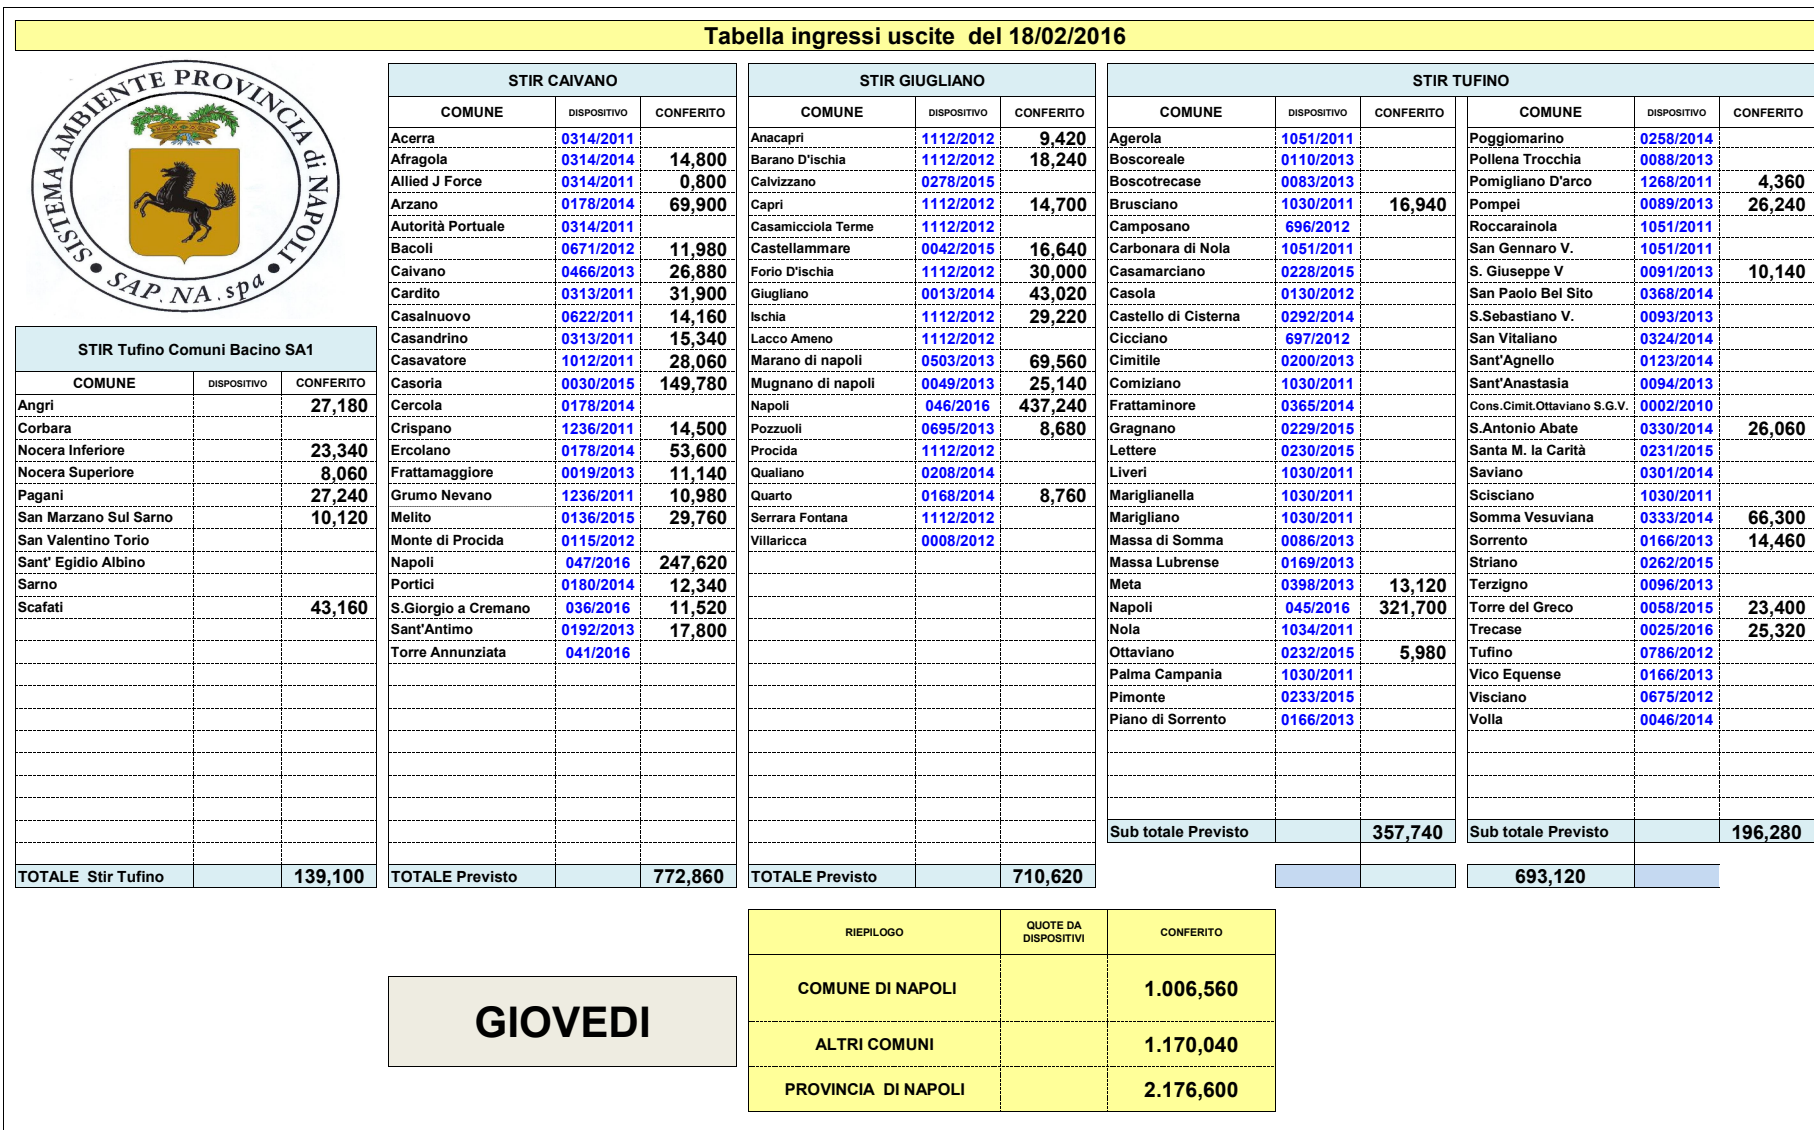 Tabella ingressi uscite del 18/02/2016
SISTEMA AMBIENTE PROVINCIA di NAPOLI
SAP.NA. spa
STIR Tufino Comuni Bacino SA1
COMUNE DISPOSITIVO CONFERITO
Angri 27,180
Corbara
Nocera Inferiore 23,340
Nocera Superiore 8,060
Pagani 27,240
San Marzano Sul Sarno 10,120
San Valentino Torio
Sant' Egidio Albino
Sarno
Scafati 43,160
TOTALE Stir Tufino 139,100
STIR CAIVANO
COMUNE DISPOSITIVO CONFERITO
Acerra 0314/2011
Afragola 0314/2014 14,800
Allied J Force 0314/2011 0,800
Arzano 0178/2014 69,900
Autorità Portuale 0314/2011
Bacoli 0671/2012 11,980
Caivano 0466/2013 26,880
Cardito 0313/2011 31,900
Casalnuovo 0622/2011 14,160
Casandrino 0313/2011 15,340
Casavatore 1012/2011 28,060
Casoria 0030/2015 149,780
Cercola 0178/2014
Crispano 1236/2011 14,500
Ercolano 0178/2014 53,600
Frattamaggiore 0019/2013 11,140
Grumo Nevano 1236/2011 10,980
Melito 0136/2015 29,760
Monte di Procida 0115/2012
Napoli 047/2016 247,620
Portici 0180/2014 12,340
S.Giorgio a Cremano 036/2016 11,520
Sant'Antimo 0192/2013 17,800
Torre Annunziata 041/2016
TOTALE Previsto 772,860
STIR GIUGLIANO
COMUNE DISPOSITIVO CONFERITO
Anacapri 1112/2012 9,420
Barano D'ischia 1112/2012 18,240
Calvizzano 0278/2015
Capri 1112/2012 14,700
Casamicciola Terme 1112/2012
Castellammare 0042/2015 16,640
Forio D'ischia 1112/2012 30,000
Giugliano 0013/2014 43,020
Ischia 1112/2012 29,220
Lacco Ameno 1112/2012
Marano di napoli 0503/2013 69,560
Mugnano di napoli 0049/2013 25,140
Napoli 046/2016 437,240
Pozzuoli 0695/2013 8,680
Procida 1112/2012
Qualiano 0208/2014
Quarto 0168/2014 8,760
Serrara Fontana 1112/2012
Villaricca 0008/2012
TOTALE Previsto 710,620
STIR TUFINO
COMUNE DISPOSITIVO CONFERITO
Agerola 1051/2011
Boscoreale 0110/2013
Boscotrecase 0083/2013
Brusciano 1030/2011 16,940
Camposano 696/2012
Carbonara di Nola 1051/2011
Casamarciano 0228/2015
Casola 0130/2012
Castello di Cisterna 0292/2014
Cicciano 697/2012
Cimitile 0200/2013
Comiziano 1030/2011
Frattaminore 0365/2014
Gragnano 0229/2015
Lettere 0230/2015
Liveri 1030/2011
Mariglianella 1030/2011
Marigliano 1030/2011
Massa di Somma 0086/2013
Massa Lubrense 0169/2013
Meta 0398/2013 13,120
Napoli 045/2016 321,700
Nola 1034/2011
Ottaviano 0232/2015 5,980
Palma Campania 1030/2011
Pimonte 0233/2015
Piano di Sorrento 0166/2013
Sub totale Previsto 357,740
COMUNE DISPOSITIVO CONFERITO
Poggiomarino 0258/2014
Pollena Trocchia 0088/2013
Pomigliano D'arco 1268/2011 4,360
Pompei 0089/2013 26,240
Roccarainola 1051/2011
San Gennaro V. 1051/2011
S. Giuseppe V 0091/2013 10,140
San Paolo Bel Sito 0368/2014
S.Sebastiano V. 0093/2013
San Vitaliano 0324/2014
Sant'Agnello 0123/2014
Sant'Anastasia 0094/2013
Cons.Cimit.Ottaviano S.G.V. 0002/2010
S.Antonio Abate 0330/2014 26,060
Santa M. la Carità 0231/2015
Saviano 0301/2014
Scisciano 1030/2011
Somma Vesuviana 0333/2014 66,300
Sorrento 0166/2013 14,460
Striano 0262/2015
Terzigno 0096/2013
Torre del Greco 0058/2015 23,400
Trecase 0025/2016 25,320
Tufino 0786/2012
Vico Equense 0166/2013
Visciano 0675/2012
Volla 0046/2014
Sub totale Previsto 196,280
693,120
GIOVEDI
RIEPILOGO QUOTE DA DISPOSITIVI CONFERITO
COMUNE DI NAPOLI 1.006,560
ALTRI COMUNI 1.170,040
PROVINCIA DI NAPOLI 2.176,600